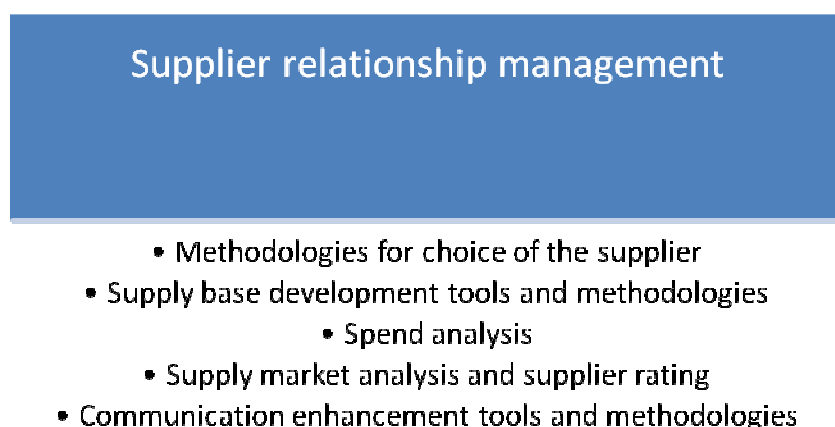 Supplier relationship management
• Methodologies for choice of the supplier
• Supply base development tools and methodologies
• Spend analysis
• Supply market analysis and supplier rating
• Communication enhancement tools and methodologies